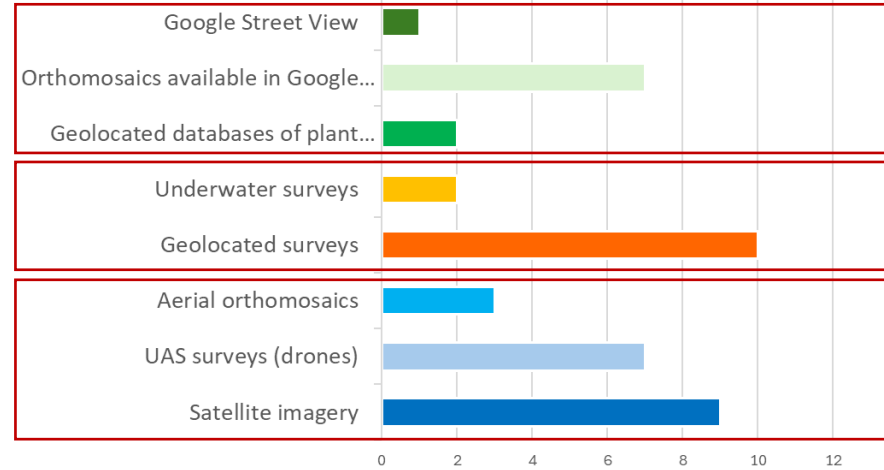 Google Street View
Orthomosaics available in Google...
Geolocated databases of plant...
Underwater surveys
Geolocated surveys
Aerial orthomosaics
UAS surveys (drones)
Satellite imagery
0 2 4 6 8 10 12